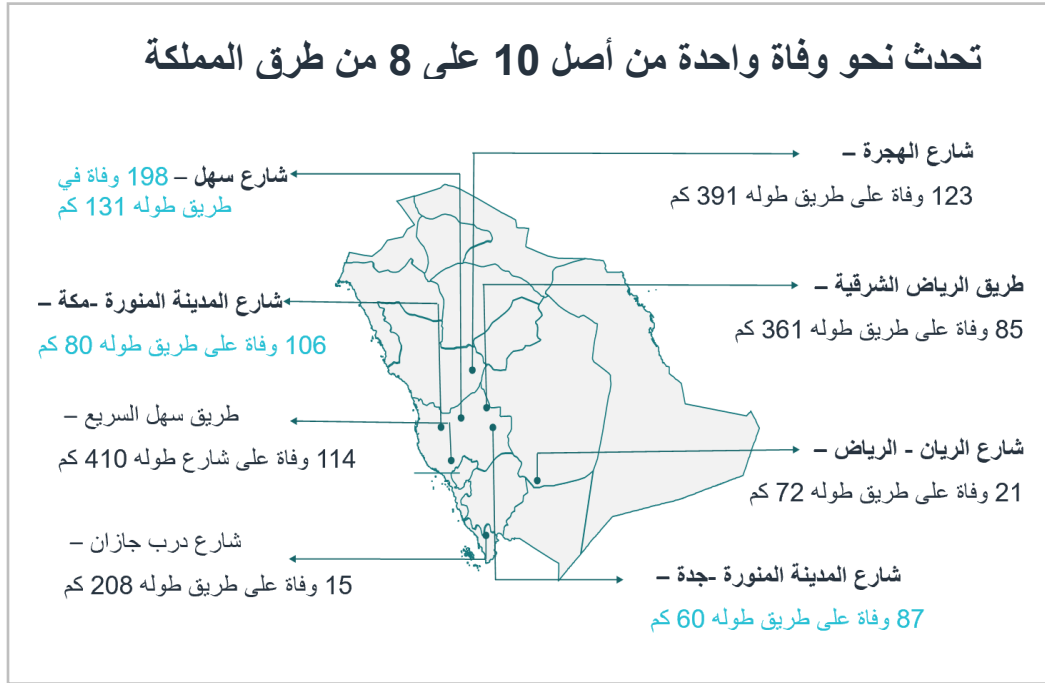 تحدث نحو وفاة واحدة من أصل 10 على 8 من طرق المملكة
شارع الهجرة –
123 وفاة على طريق طوله 391 كم
طريق الرياض الشرقية –
85 وفاة على طريق طوله 361 كم
شارع الريان - الرياض –
21 وفاة على طريق طوله 72 كم
شارع المدينة المنورة -جدة –
87 وفاة على طريق طوله 60 كم
شارع سهل – 198 وفاة في
طريق طوله 131 كم
شارع المدينة المنورة -مكة –
106 وفاة على طريق طوله 80 كم
طريق سهل السريع –
114 وفاة على شارع طوله 410 كم
شارع درب جازان –
15 وفاة على طريق طوله 208 كم